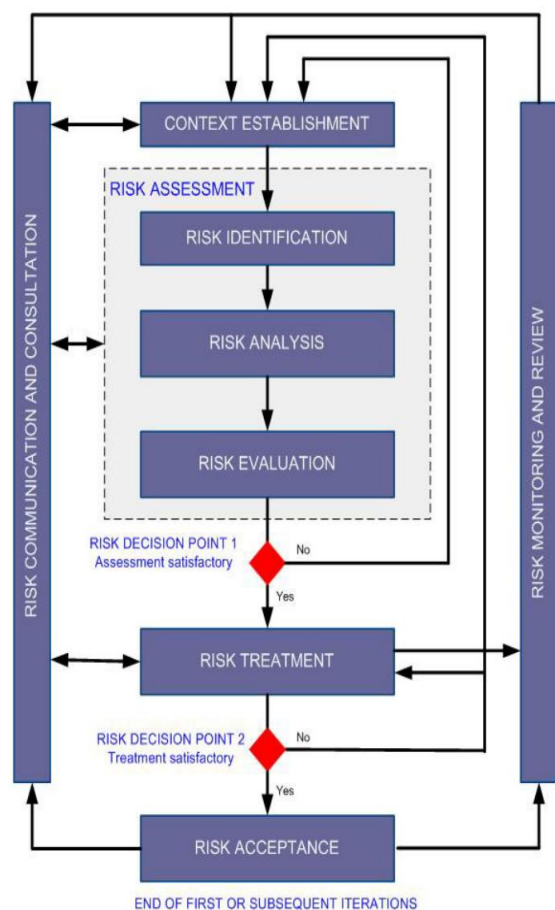 CONTEXT ESTABLISHMENT
RISK ASSESSMENT
RISK IDENTIFICATION
RISK ANALYSIS
RISK EVALUATION
RISK COMMUNICATION AND CONSULTATION
RISK MONITORING AND REVIEW
RISK DECISION POINT 1
Assessment satisfactory
No
Yes
RISK TREATMENT
RISK DECISION POINT 2
Treatment satisfactory
No
Yes
RISK ACCEPTANCE
END OF FIRST OR SUBSEQUENT ITERATIONS